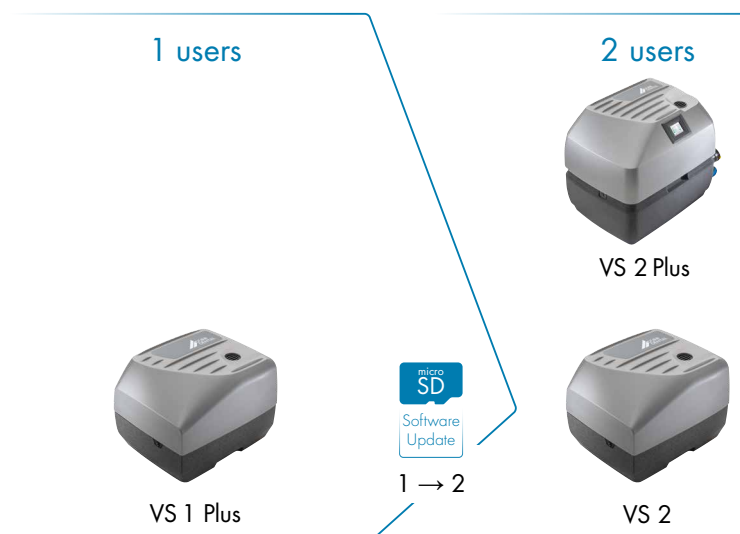 1 users
2 users
VS 2 Plus
micro
SD
Software
Update
1 → 2
VS 1 Plus
VS 2